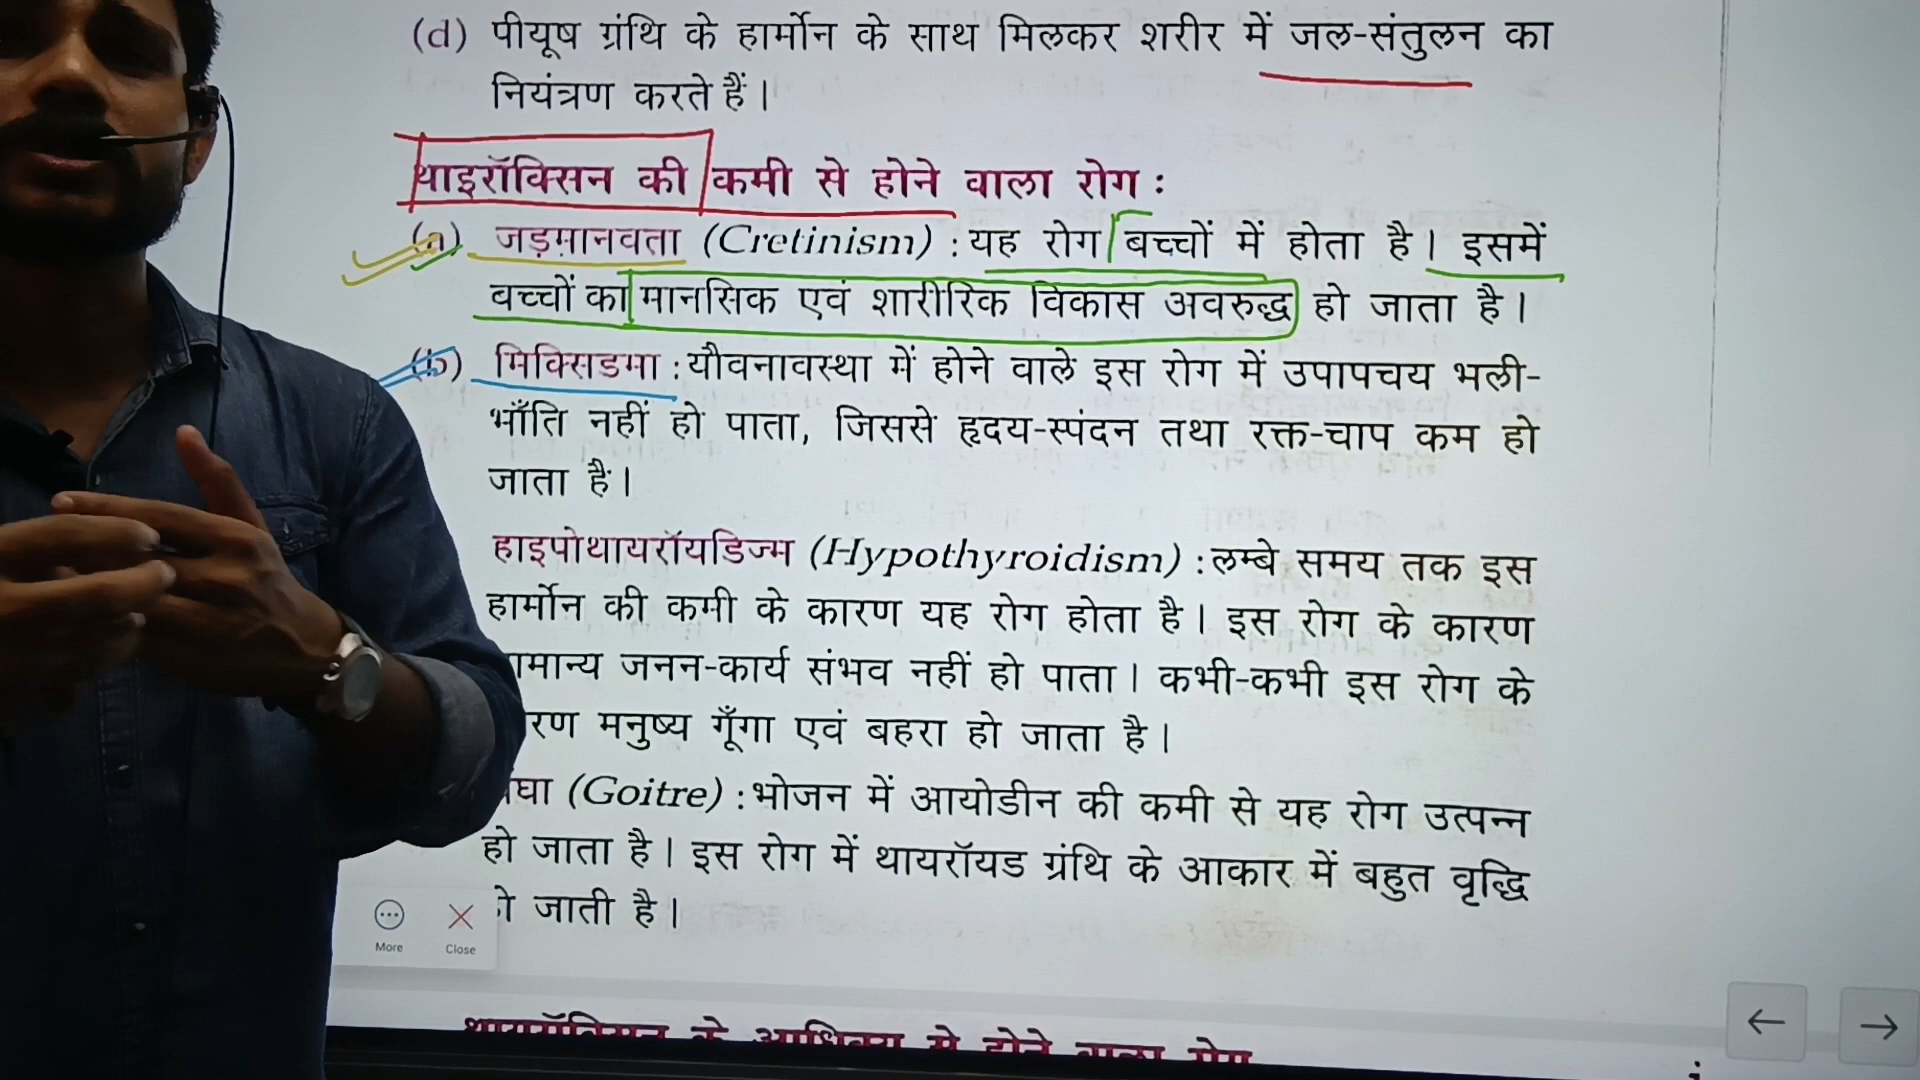 (d) पीयूष ग्रंथि के हार्मोन के साथ मिलकर शरीर में जल-संतुलन का
नियंत्रण करते हैं।
थाइरॉक्सिन की कमी से होने वाला रोग :
(a) जड़मानवता (Cretinism) : यह रोग बच्चों में होता है। इसमें
बच्चों का मानसिक एवं शारीरिक विकास अवरुद्ध हो जाता है।
(b) मिक्सिडमा : यौवनावस्था में होने वाले इस रोग में उपापचय भली-
भाँति नहीं हो पाता, जिससे हृदय-स्पंदन तथा रक्त-चाप कम हो
जाता है।
हाइपोथायरॉयडिज्म (Hypothyroidism) : लम्बे समय तक इस
हार्मोन की कमी के कारण यह रोग होता है। इस रोग के कारण
जनन-कार्य संभव नहीं हो पाता। कभी-कभी इस रोग के
मनुष्य गूँगा एवं बहरा हो जाता है।
(Goitre) : भोजन में आयोडीन की कमी से यह रोग उत्पन्न
हो जाता है। इस रोग में थायरॉयड ग्रंथि के आकार में बहुत वृद्धि
जाती है।
More
Close
थायरॉक्सिन के आधिक्य से होने वाला रोग